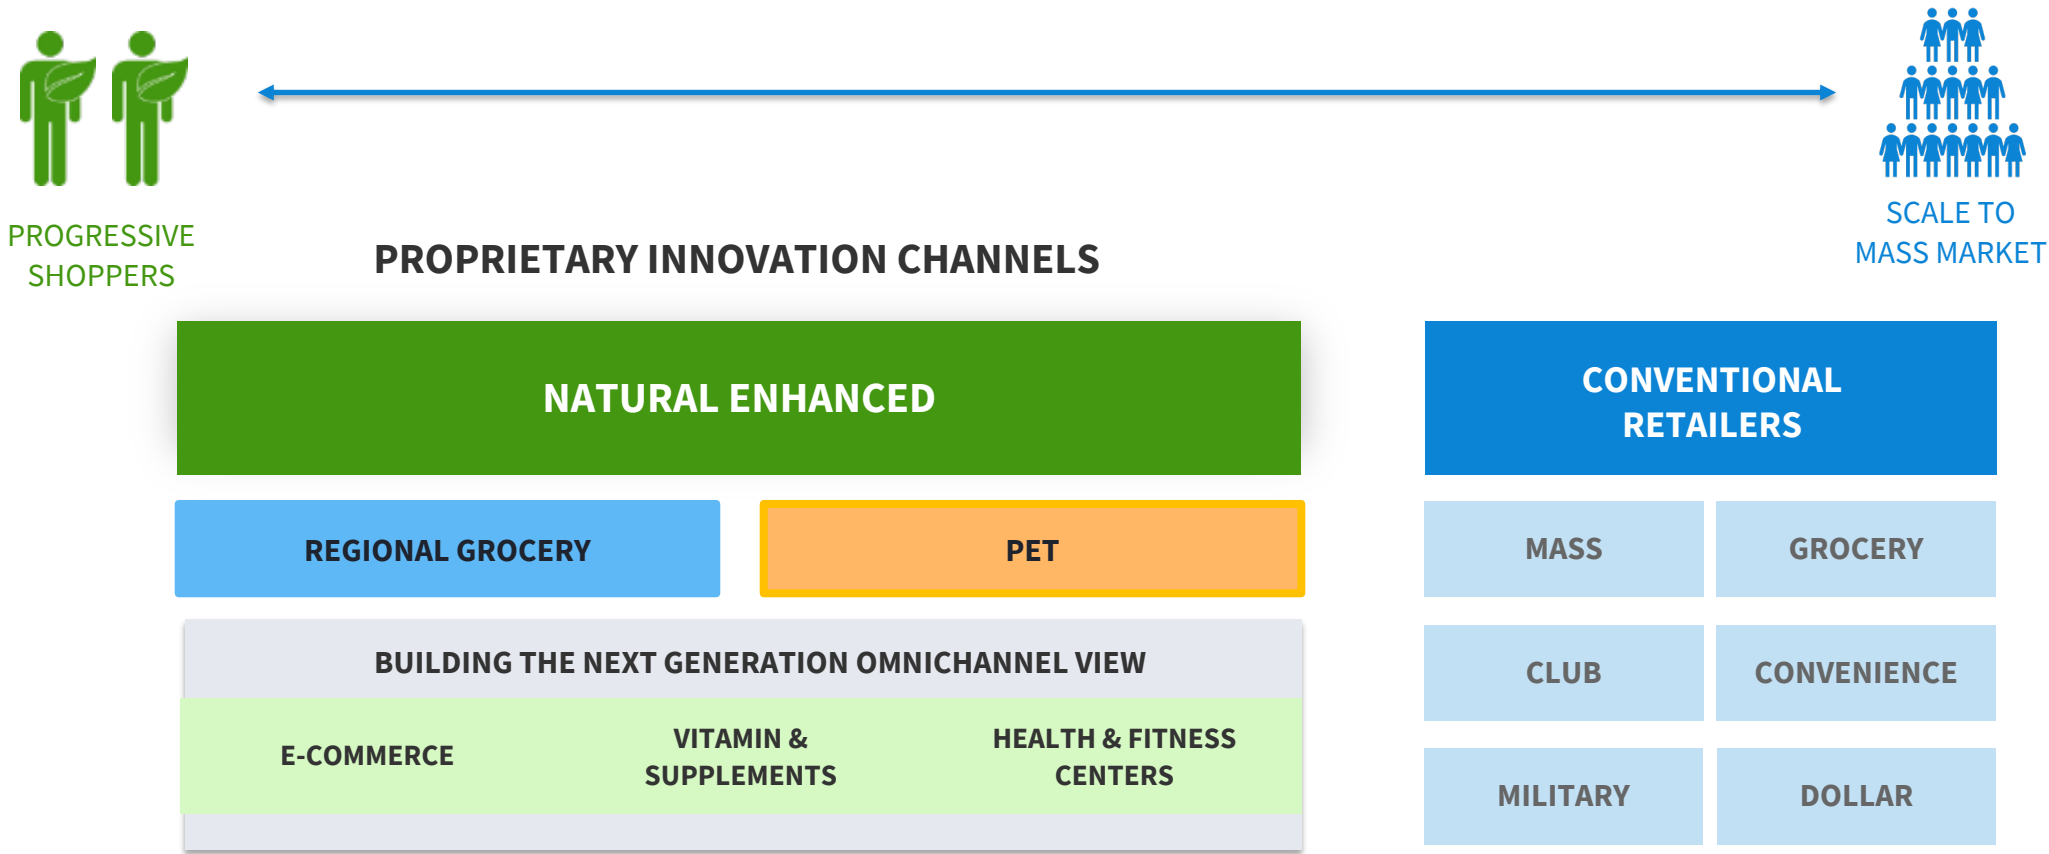 PROGRESSIVE
SHOPPERS
SCALE TO
MASS MARKET
PROPRIETARY INNOVATION CHANNELS
NATURAL ENHANCED
CONVENTIONAL
RETAILERS
REGIONAL GROCERY
PET
MASS
GROCERY
BUILDING THE NEXT GENERATION OMNICHANNEL VIEW
CLUB
CONVENIENCE
E-COMMERCE
VITAMIN &
SUPPLEMENTS
HEALTH & FITNESS
CENTERS
MILITARY
DOLLAR